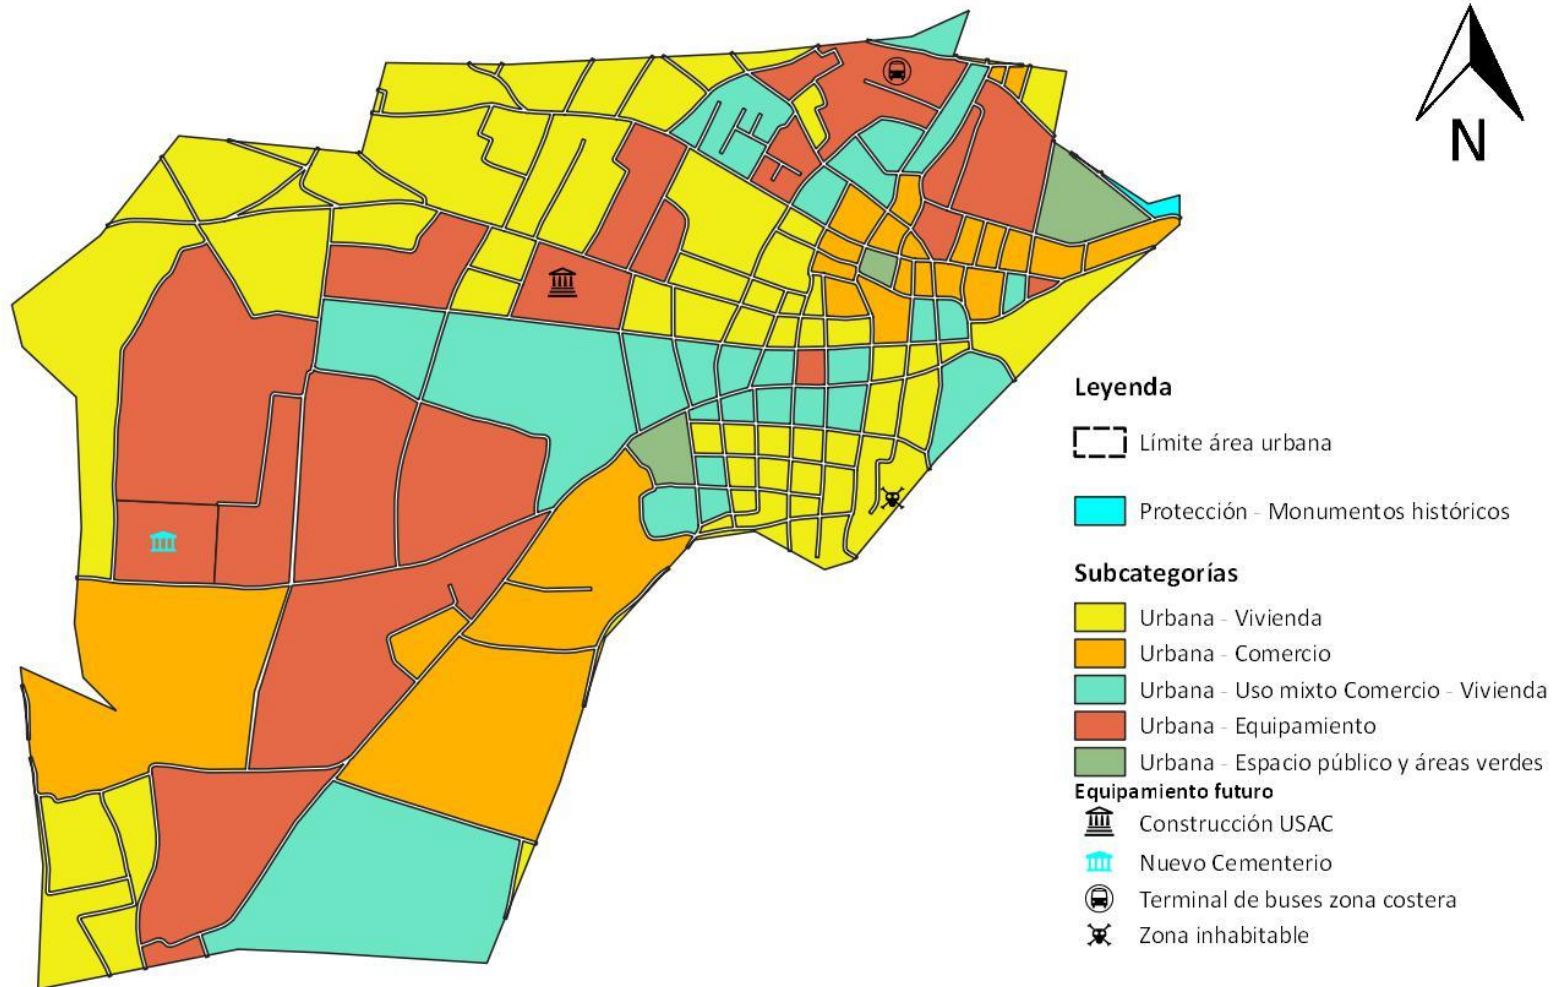 N
Leyenda
Límite área urbana
Protección - Monumentos históricos
Subcategorías
Urbana - Vivienda
Urbana - Comercio
Urbana - Uso mixto Comercio - Vivienda
Urbana - Equipamiento
Urbana - Espacio público y áreas verdes
Equipamiento futuro
Construcción USAC
Nuevo Cementerio
Terminal de buses zona costera
Zona inhabitable